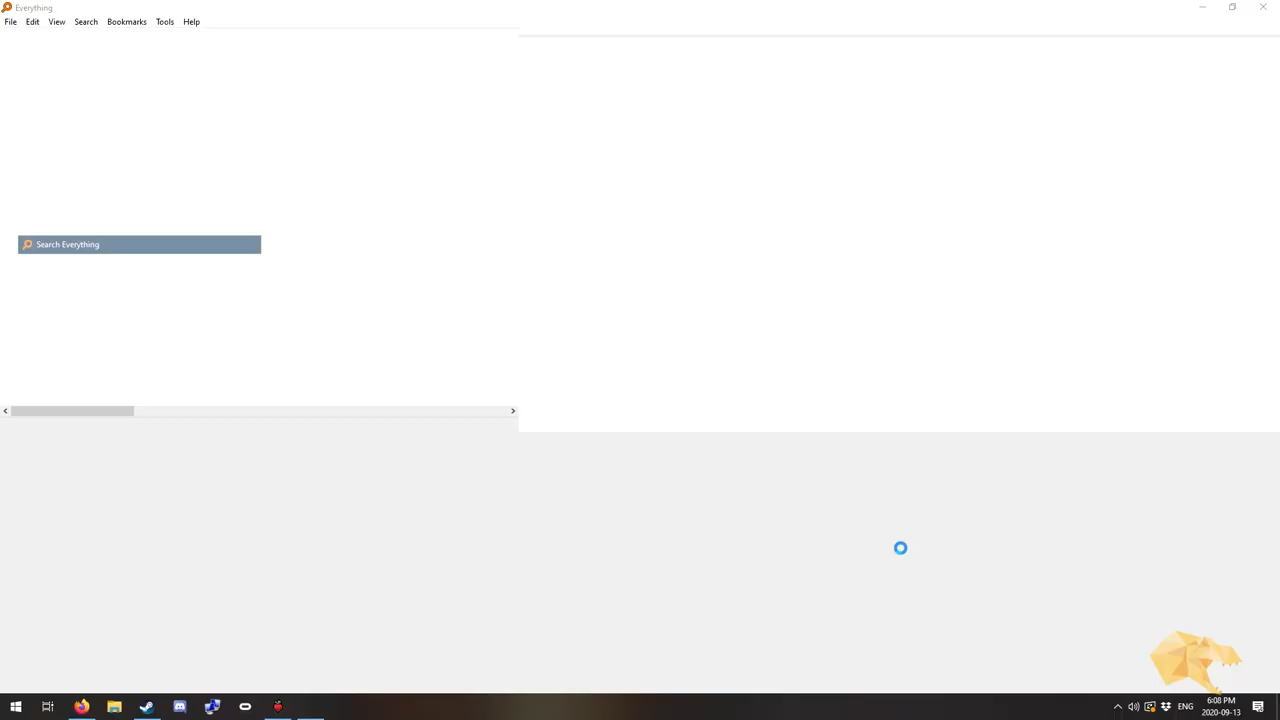 Everything
File Edit View Search Bookmarks Tools Help
Search Everything
ENG
6:08 PM
2020-09-13